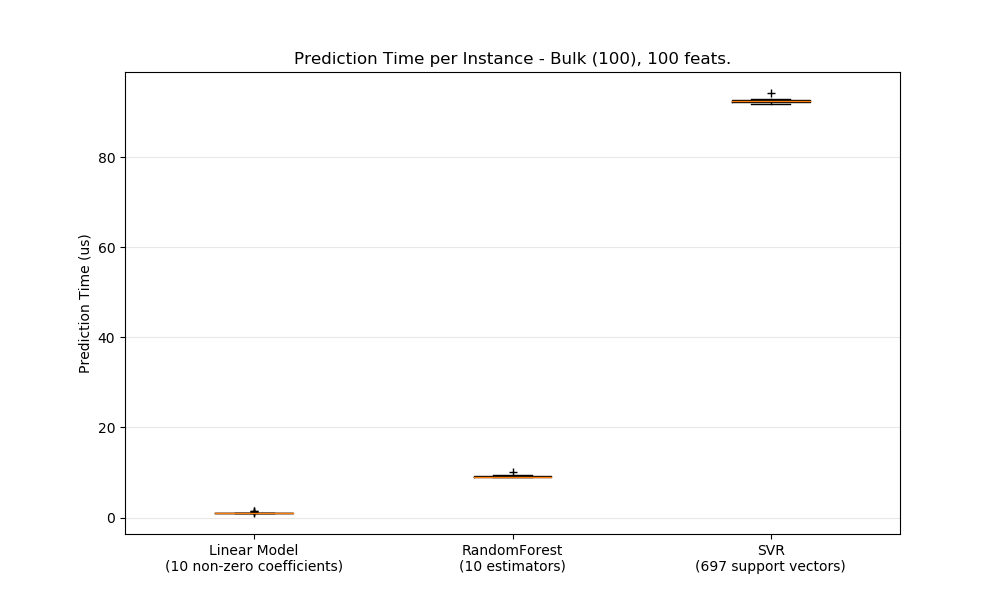 Prediction Time per Instance - Bulk (100), 100 feats.
Prediction Time (us)
80
60
40
20
0
Linear Model
(10 non-zero coefficients)
RandomForest
(10 estimators)
SVR
(697 support vectors)